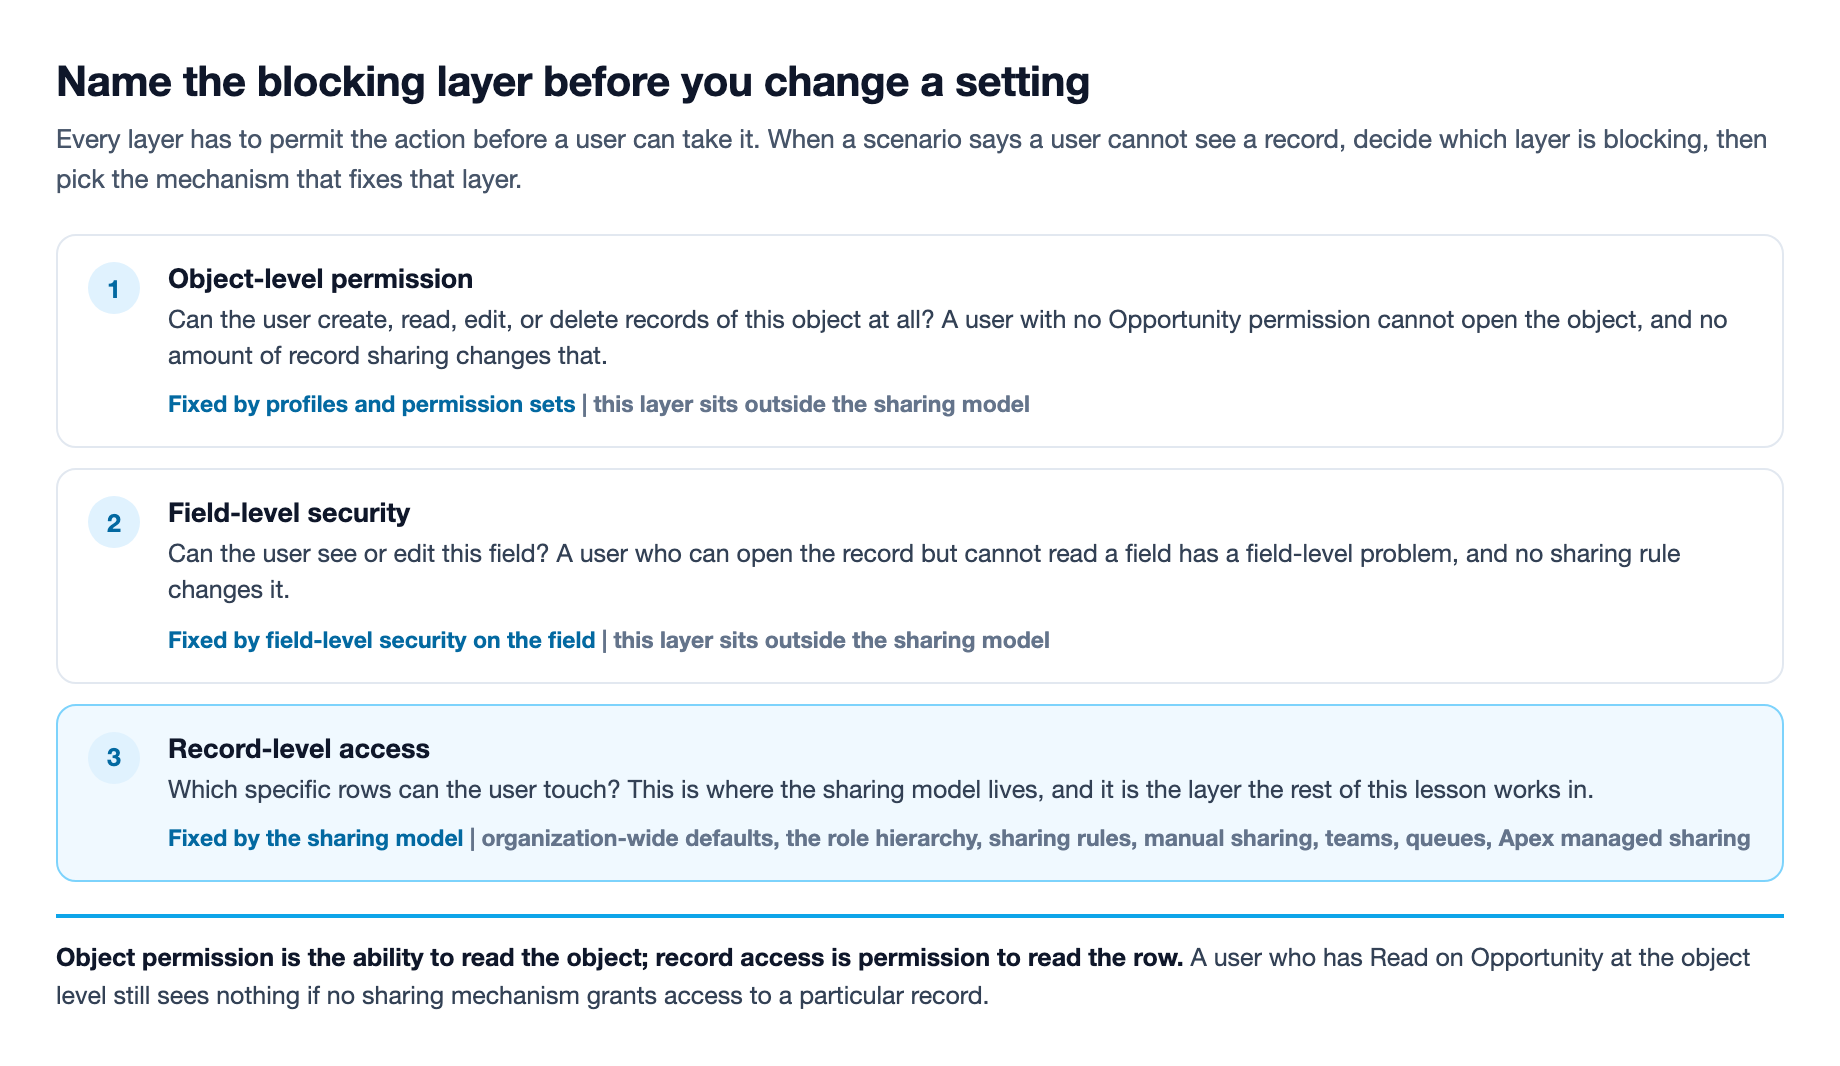 Name the blocking layer before you change a setting
Every layer has to permit the action before a user can take it. When a scenario says a user cannot see a record, decide which layer is blocking, then
pick the mechanism that fixes that layer.
1
Object-level permission
Can the user create, read, edit, or delete records of this object at all? A user with no Opportunity permission cannot open the object, and no
amount of record sharing changes that.
Fixed by profiles and permission sets | this layer sits outside the sharing model
2
Field-level security
Can the user see or edit this field? A user who can open the record but cannot read a field has a field-level problem, and no sharing rule
changes it.
Fixed by field-level security on the field | this layer sits outside the sharing model
3
Record-level access
Which specific rows can the user touch? This is where the sharing model lives, and it is the layer the rest of this lesson works in.
Fixed by the sharing model | organization-wide defaults, the role hierarchy, sharing rules, manual sharing, teams, queues, Apex managed sharing
Object permission is the ability to read the object; record access is permission to read the row. A user who has Read on Opportunity at the object
level still sees nothing if no sharing mechanism grants access to a particular record.